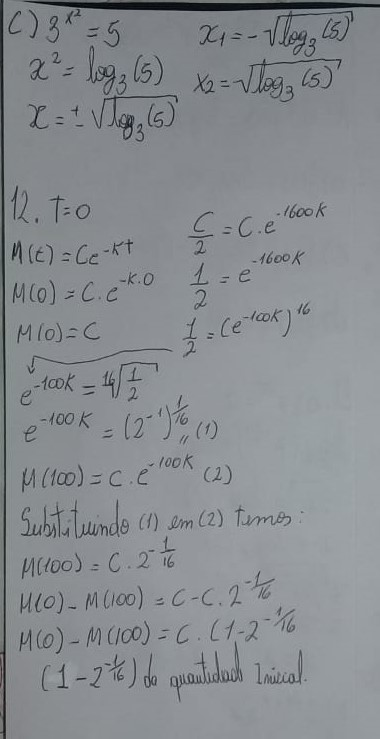 c) 3^x² = 5
x² = log₃(5)
x = ±√log₃(5)
x₁ = -√log₃(5)
x₂ = √log₃(5)
12. T=0
M(t) = Ce^-Kt
M(0) = C.e^-K.0
M(0) = C
C/2 = C.e^-1600K
1/2 = e^-1600K
1/2 = (e^-100K)^16
e^-100K = ¹⁶√1/2
e^-100K = (2^-1)^1/16 ,, (1)
M(100) = C.e^-100K (2)
Substituindo (1) em (2) temos:
M(100) = C.2^-1/16
M(0) - M(100) = C - C.2^-1/16
M(0) - M(100) = C.(1-2^-1/16
(1-2^-1/16) da quantidade Inicial.